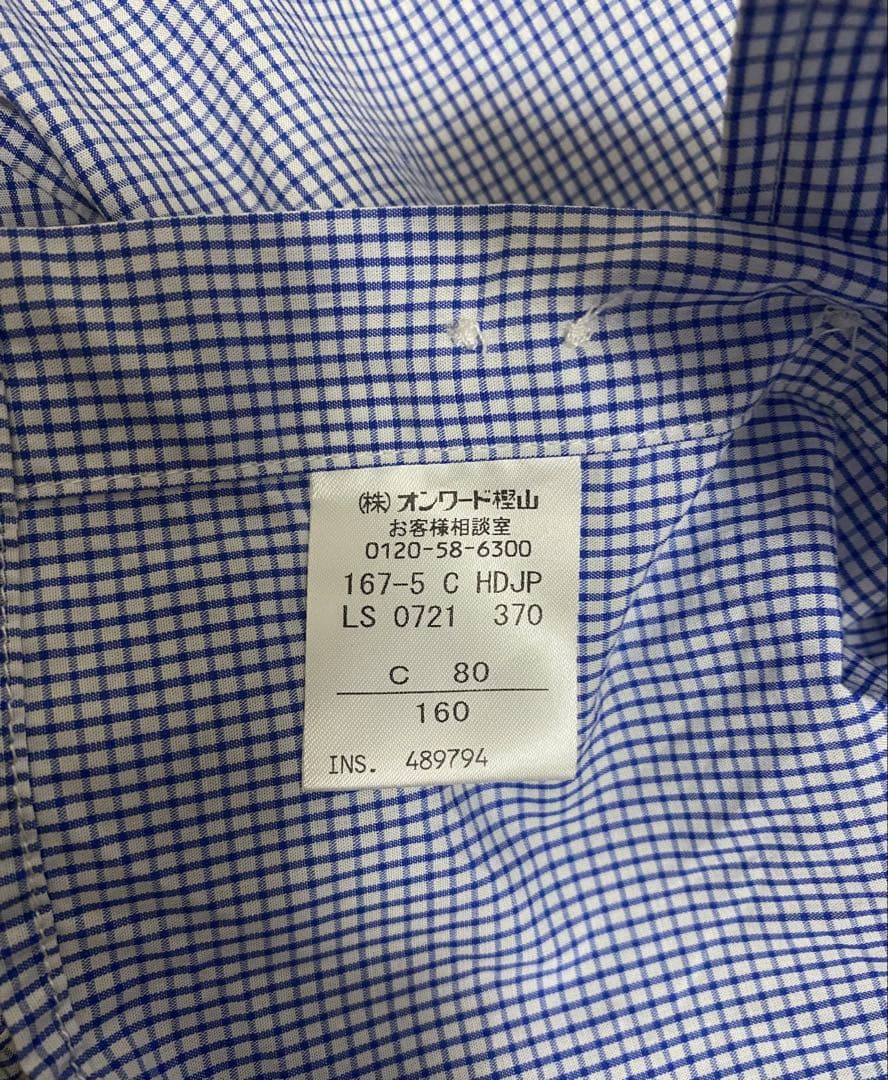 (株)オンワード樫山
お客様相談室
0120-58-6300
167-5 C HDJP
LS 0721 370
C 80
160
INS. 489794